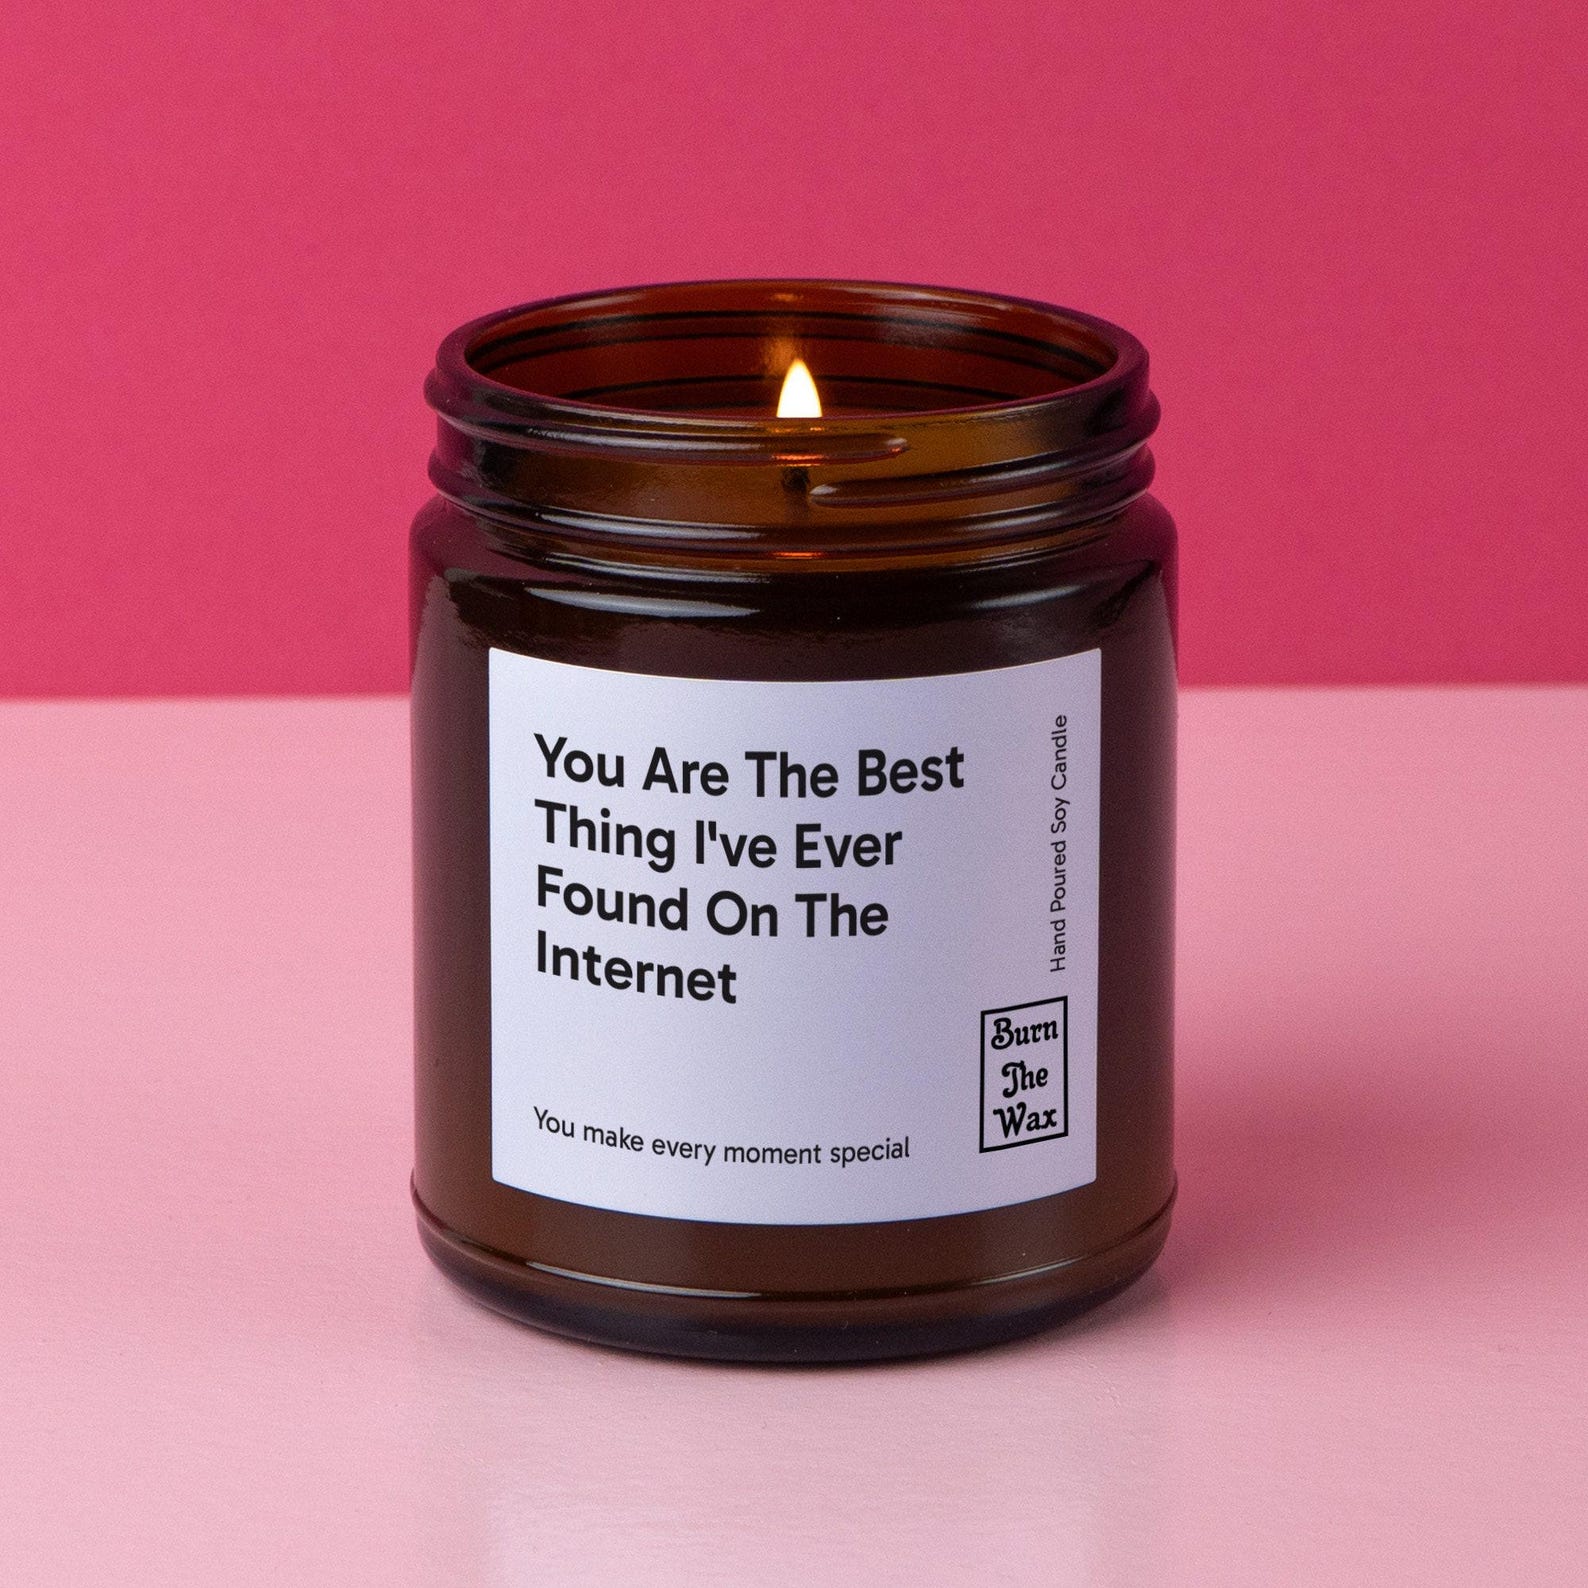 You Are The Best
Thing I've Ever
Found On The
Internet
You make every moment special
Hand Poured Soy Candle
Burn
The
Wax